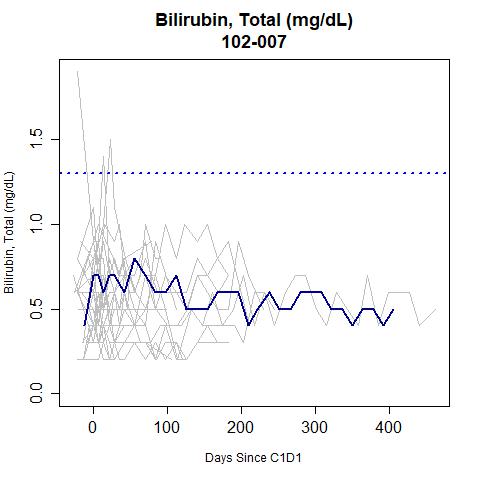 Bilirubin, Total (mg/dL)
102-007
Bilirubin, Total (mg/dL)
1.5
1.0
0.5
0.0
0 100 200 300 400
Days Since C1D1